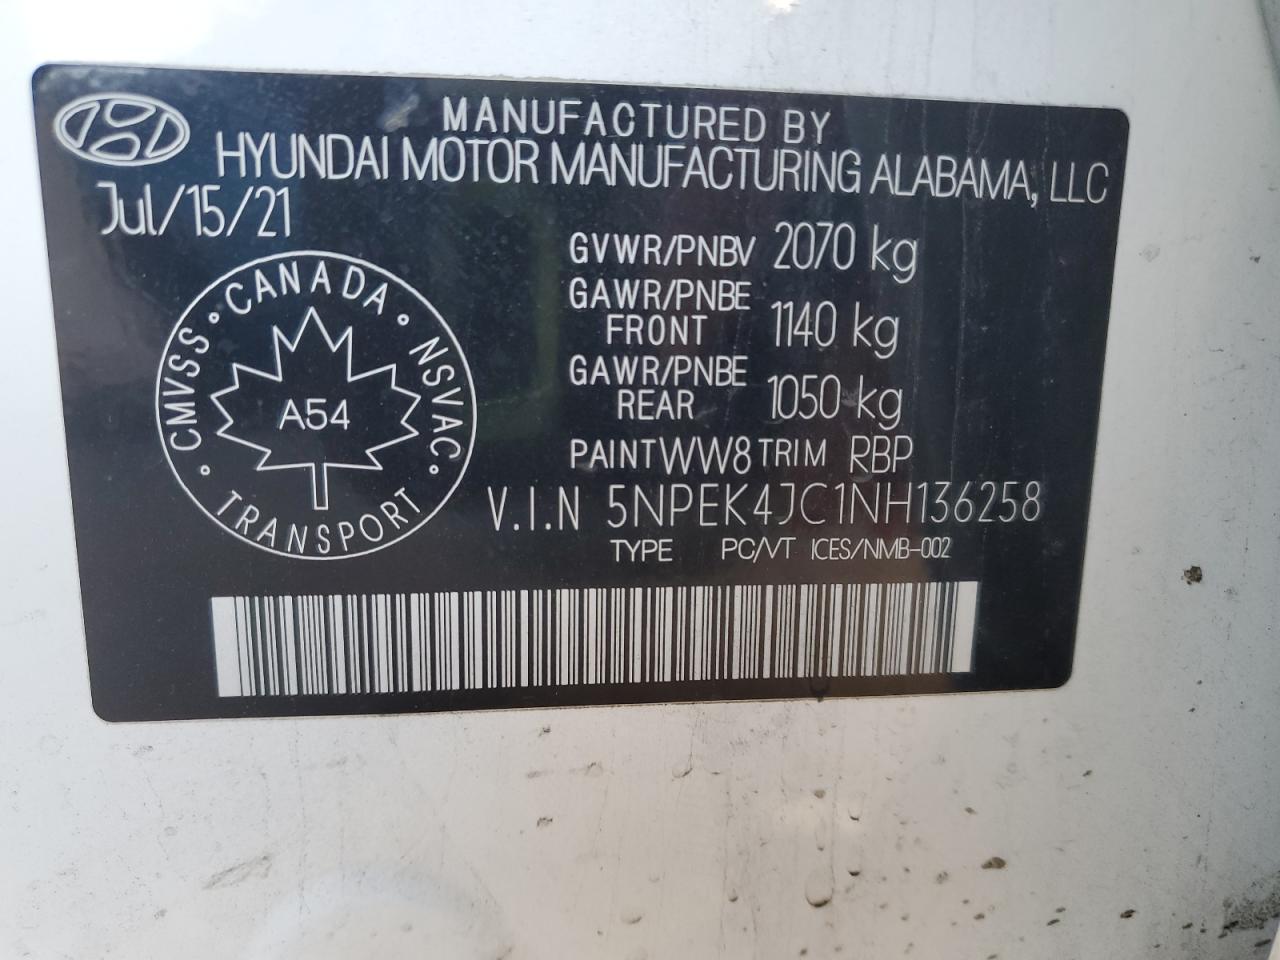 MANUFACTURED BY
HYUNDAI MOTOR MANUFACTURING ALABAMA, LLC
Jul/15/21
GVWR/PNBV 2070 kg
GAWR/PNBE FRONT 1140 kg
GAWR/PNBE REAR 1050 kg
PAINT WW8 TRIM RBP
V.I.N 5NPEK4JC1NH136258
TYPE PC/VT ICES/NMB-002
CANADA
CMVSS • NSVAC
A54
TRANSPORT